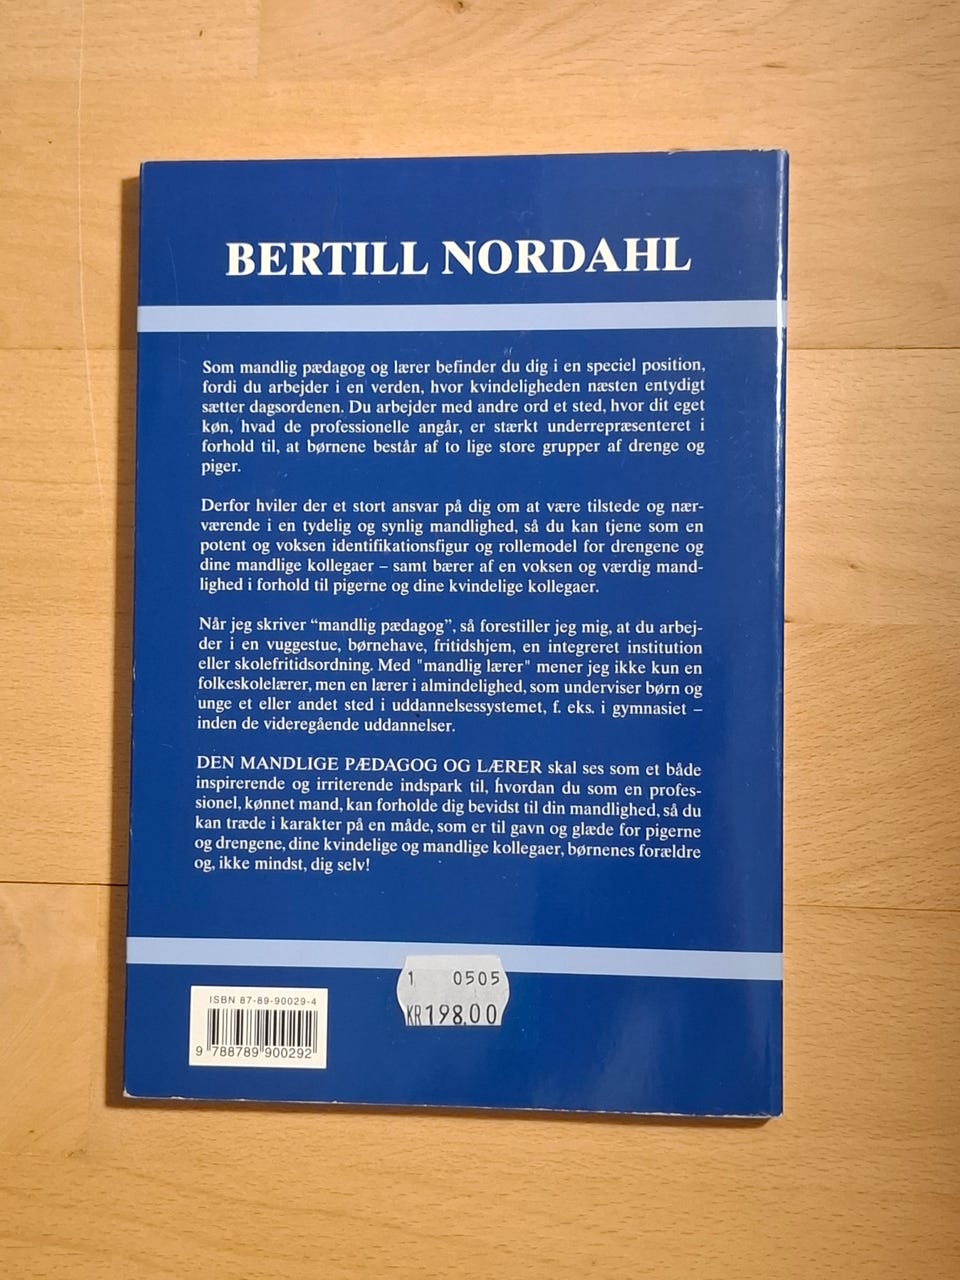 BERTILL NORDAHL
Som mandlig pædagog og lærer befinder du dig i en speciel position,
fordi du arbejder i en verden, hvor kvindeligheden næsten entydigt
sætter dagsordenen. Du arbejder med andre ord et sted, hvor dit eget
køn, hvad de professionelle angår, er stærkt underrepræsenteret i
forhold til, at børnene består af to lige store grupper af drenge og
piger.
Derfor hviler der et stort ansvar på dig om at være tilstede og nær-
værende i en tydelig og synlig mandlighed, så du kan tjene som en
potent og voksen identifikationsfigur og rollemodel for drengene og
dine mandlige kollegaer – samt bærer af en voksen og værdig mand-
lighed i forhold til pigerne og dine kvindelige kollegaer.
Når jeg skriver “mandlig pædagog”, så forestiller jeg mig, at du arbej-
der i en vuggestue, børnehave, fritidshjem, en integreret institution
eller skolefritidsordning. Med "mandlig lærer" mener jeg ikke kun en
folkeskolelærer, men en lærer i almindelighed, som underviser børn og
unge et eller andet sted i uddannelsessystemet, f. eks. i gymnasiet –
inden de videregående uddannelser.
DEN MANDLIGE PÆDAGOG OG LÆRER skal ses som et både
inspirerende og irriterende indspark til, hvordan du som en profes-
sionel, kønnet mand, kan forholde dig bevidst til din mandlighed, så du
kan træde i karakter på en måde, som er til gavn og glæde for pigerne
og drengene, dine kvindelige og mandlige kollegaer, børnenes forældre
og, ikke mindst, dig selv!
1 0505
KR198.00
ISBN 87-89-90029-4
9 788789 900292